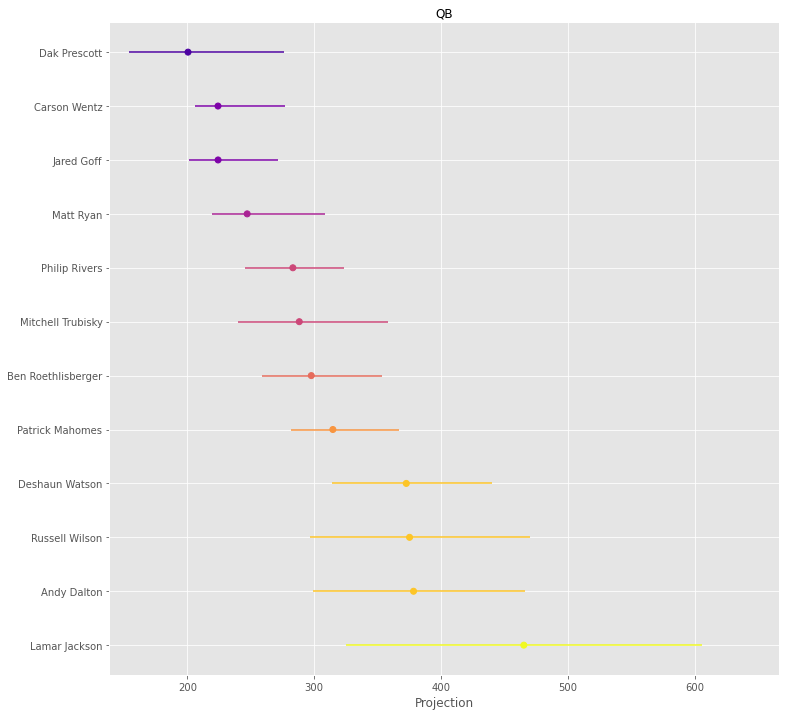 QB
Dak Prescott
Carson Wentz
Jared Goff
Matt Ryan
Philip Rivers
Mitchell Trubisky
Ben Roethlisberger
Patrick Mahomes
Deshaun Watson
Russell Wilson
Andy Dalton
Lamar Jackson
200 300 400 500 600
Projection